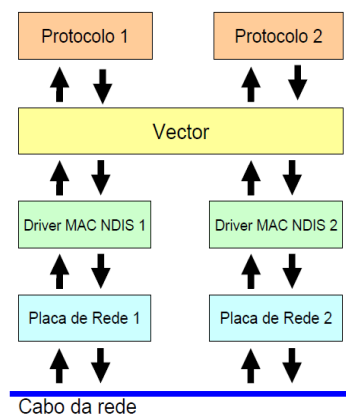 Protocolo 1
Protocolo 2
Vector
Driver MAC NDIS 1
Driver MAC NDIS 2
Placa de Rede 1
Placa de Rede 2
Cabo da rede